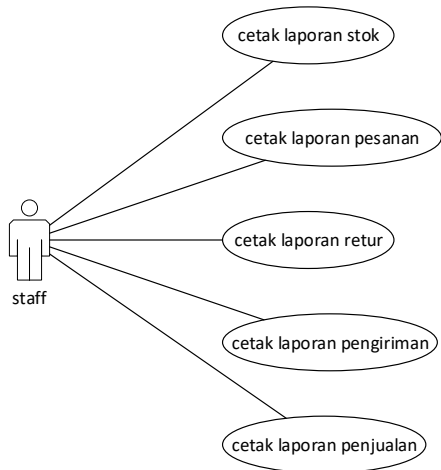 cetak laporan stok
cetak laporan pesanan
cetak laporan retur
staff
cetak laporan pengiriman
cetak laporan penjualan